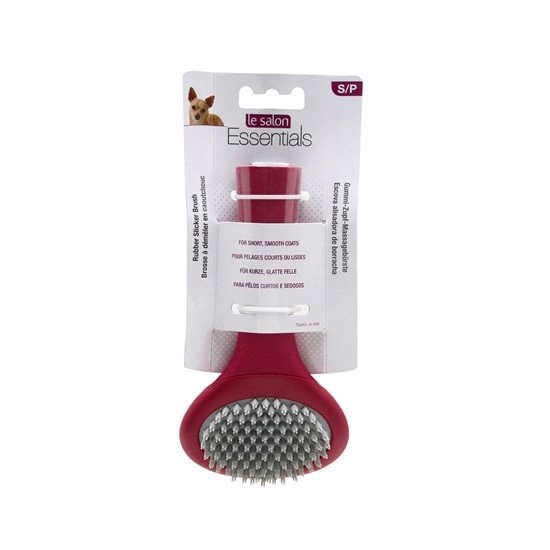 S/P
le salon
Essentials
Rubber Slicker Brush
Brosse à démêler en caoutchouc
Gummi-Zupf-Massagebürste
Escova alisadora de borracha
FOR SHORT, SMOOTH COATS
POUR PELAGES COURTS OU LISSES
FÜR KURZE, GLATTE FELLE
PARA PÊLOS CURTOS E SEDOSOS